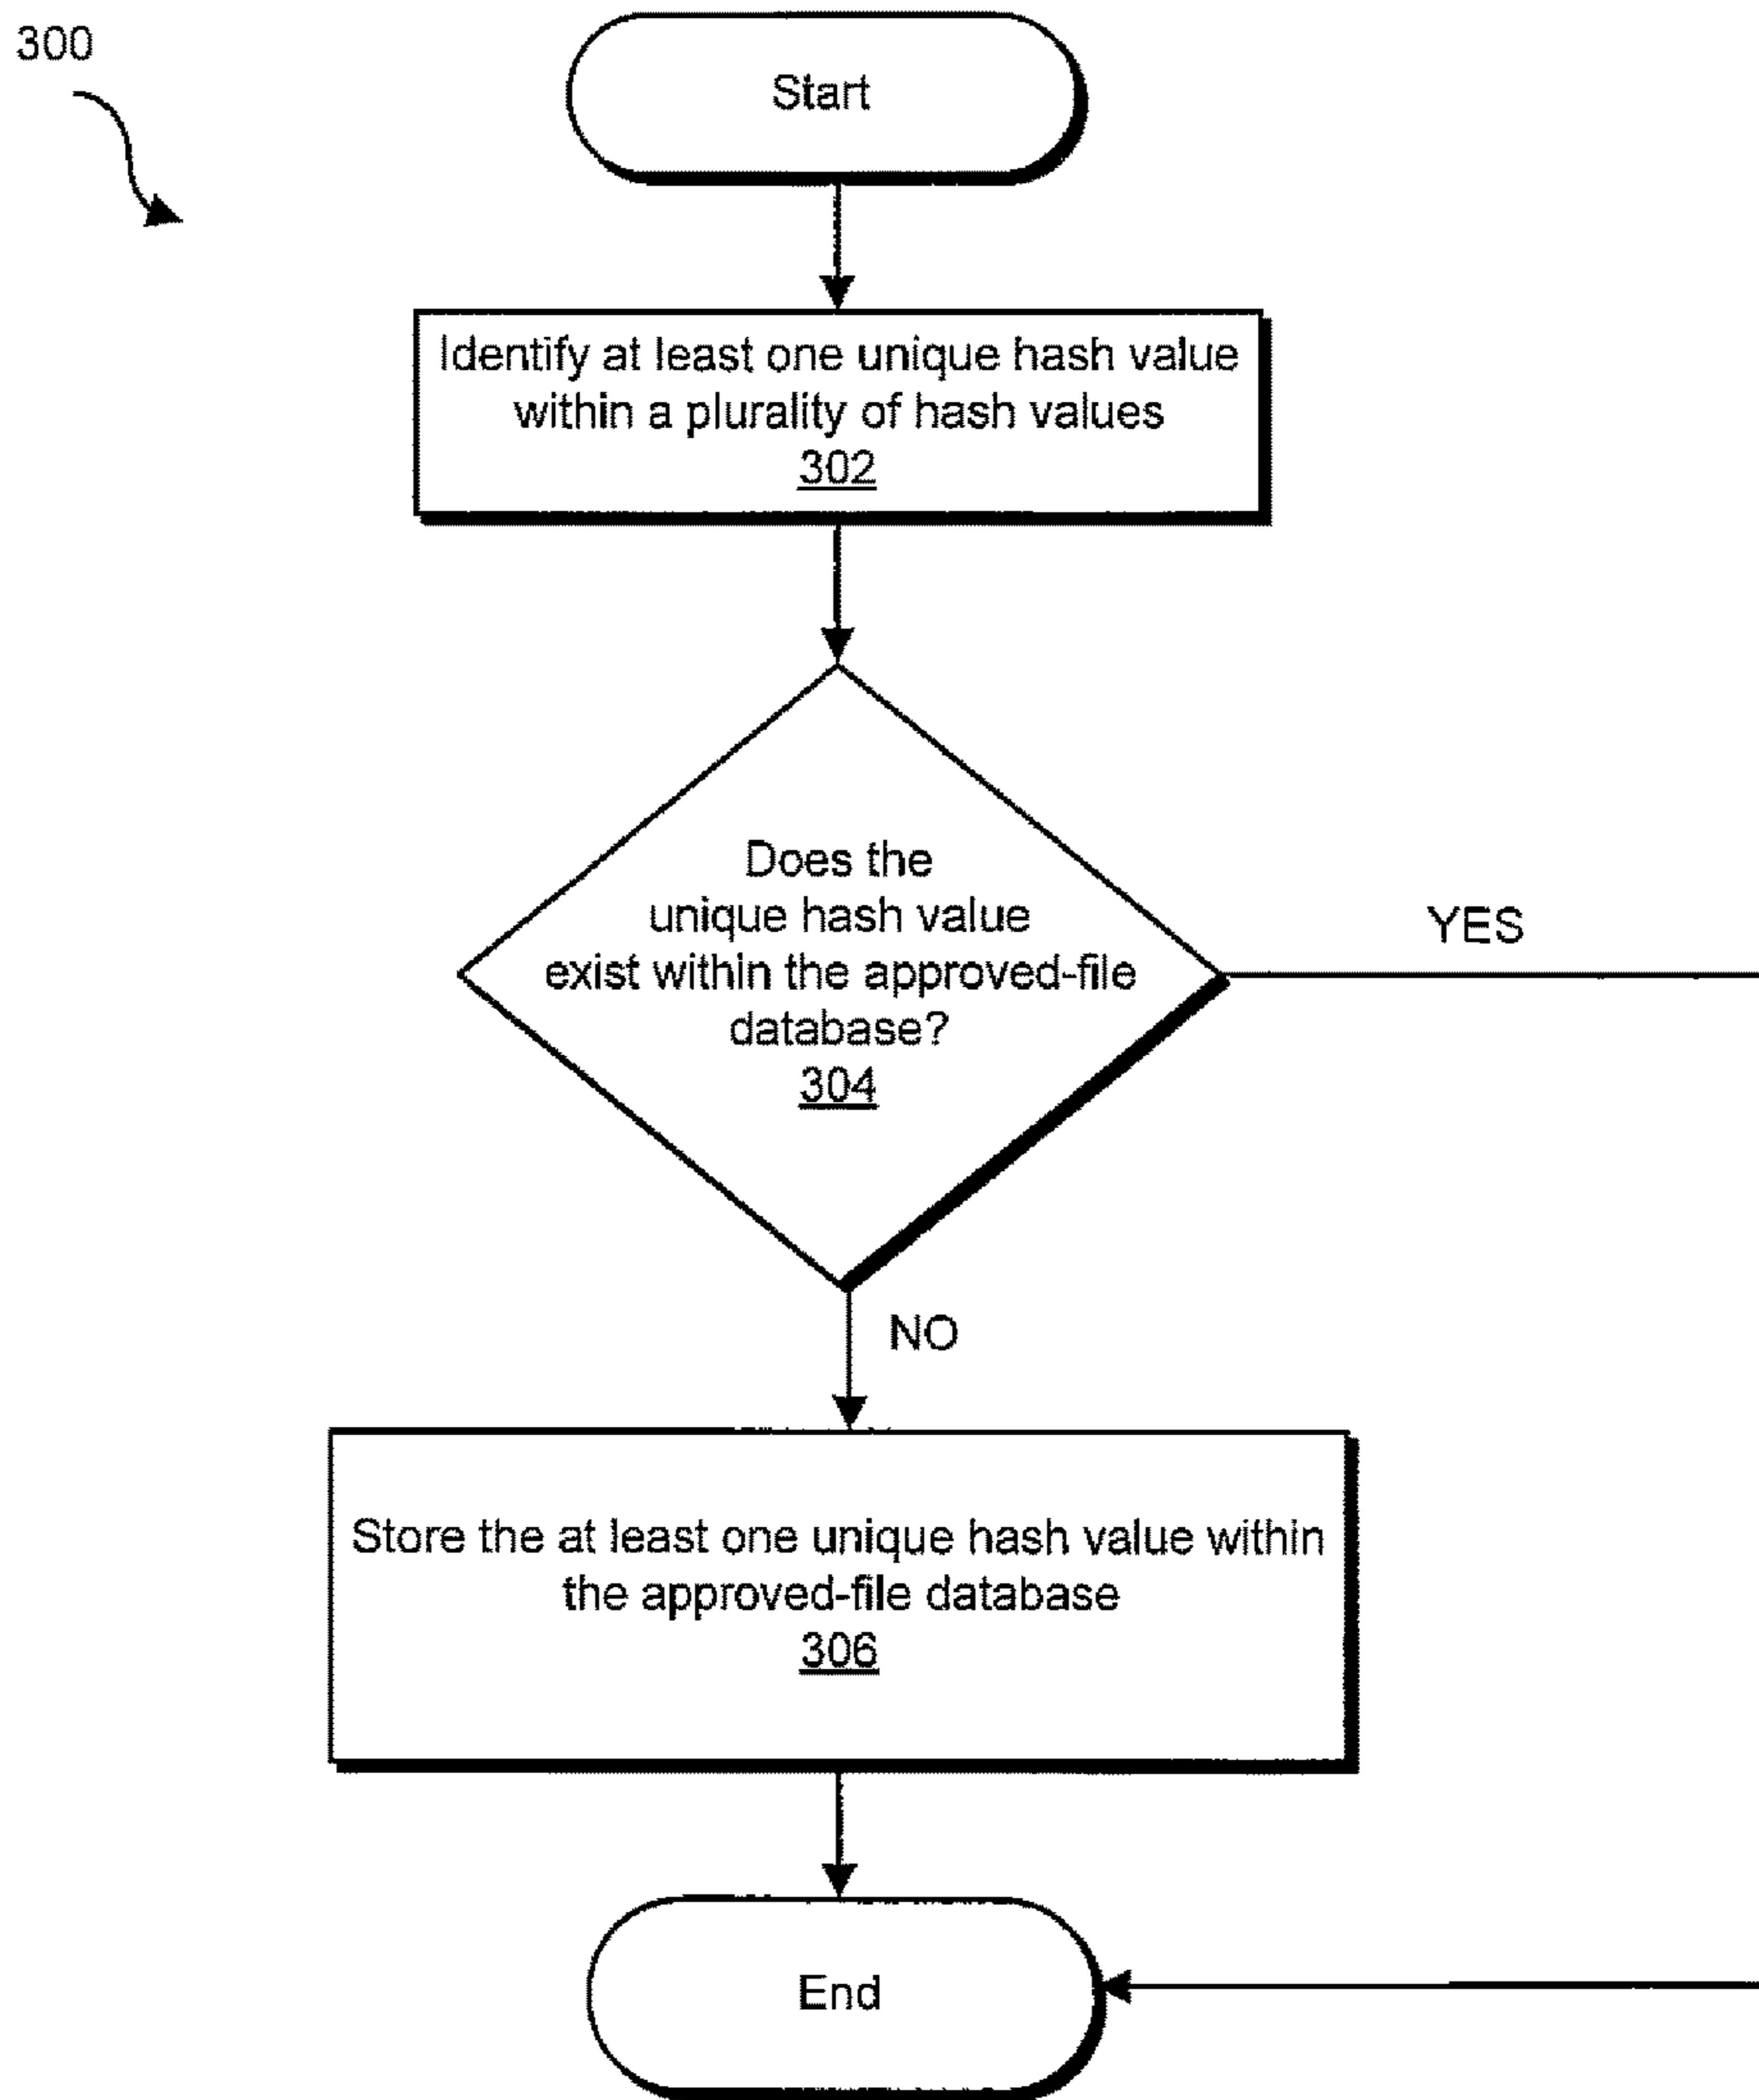 300
Start
Identify at least one unique hash value
within a plurality of hash values
302
Does the
unique hash value
exist within the approved-file
database?
304
YES
NO
Store the at least one unique hash value within
the approved-file database
306
End